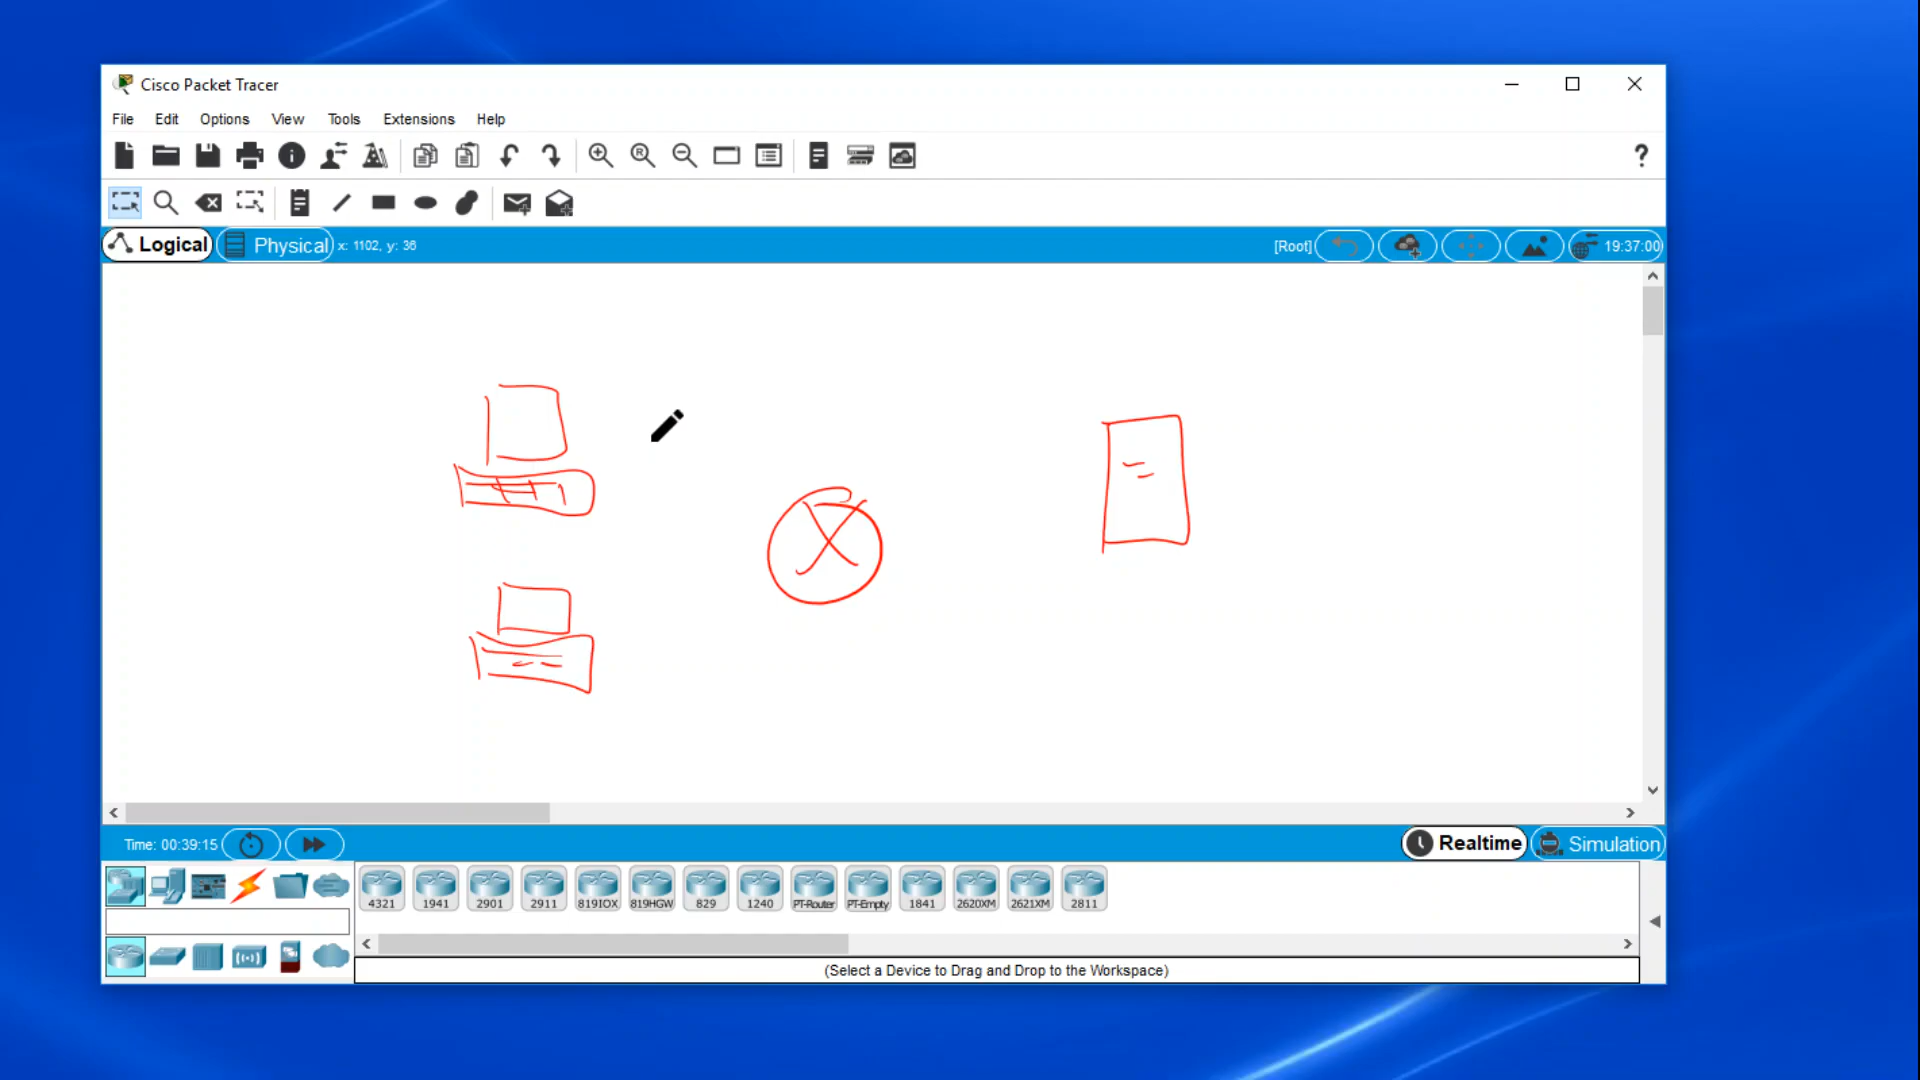 Cisco Packet Tracer
File Edit Options View Tools Extensions Help
R ?
Logical Physical x: 1102, y: 36 [Root] 19:37:00
Time: 00:39:15 Realtime Simulation
4321 1941 2901 2911 819IOX 819HGW 829 1240 PT-Router PT-Empty 1841 2620XM 2621XM 2811
(Select a Device to Drag and Drop to the Workspace)